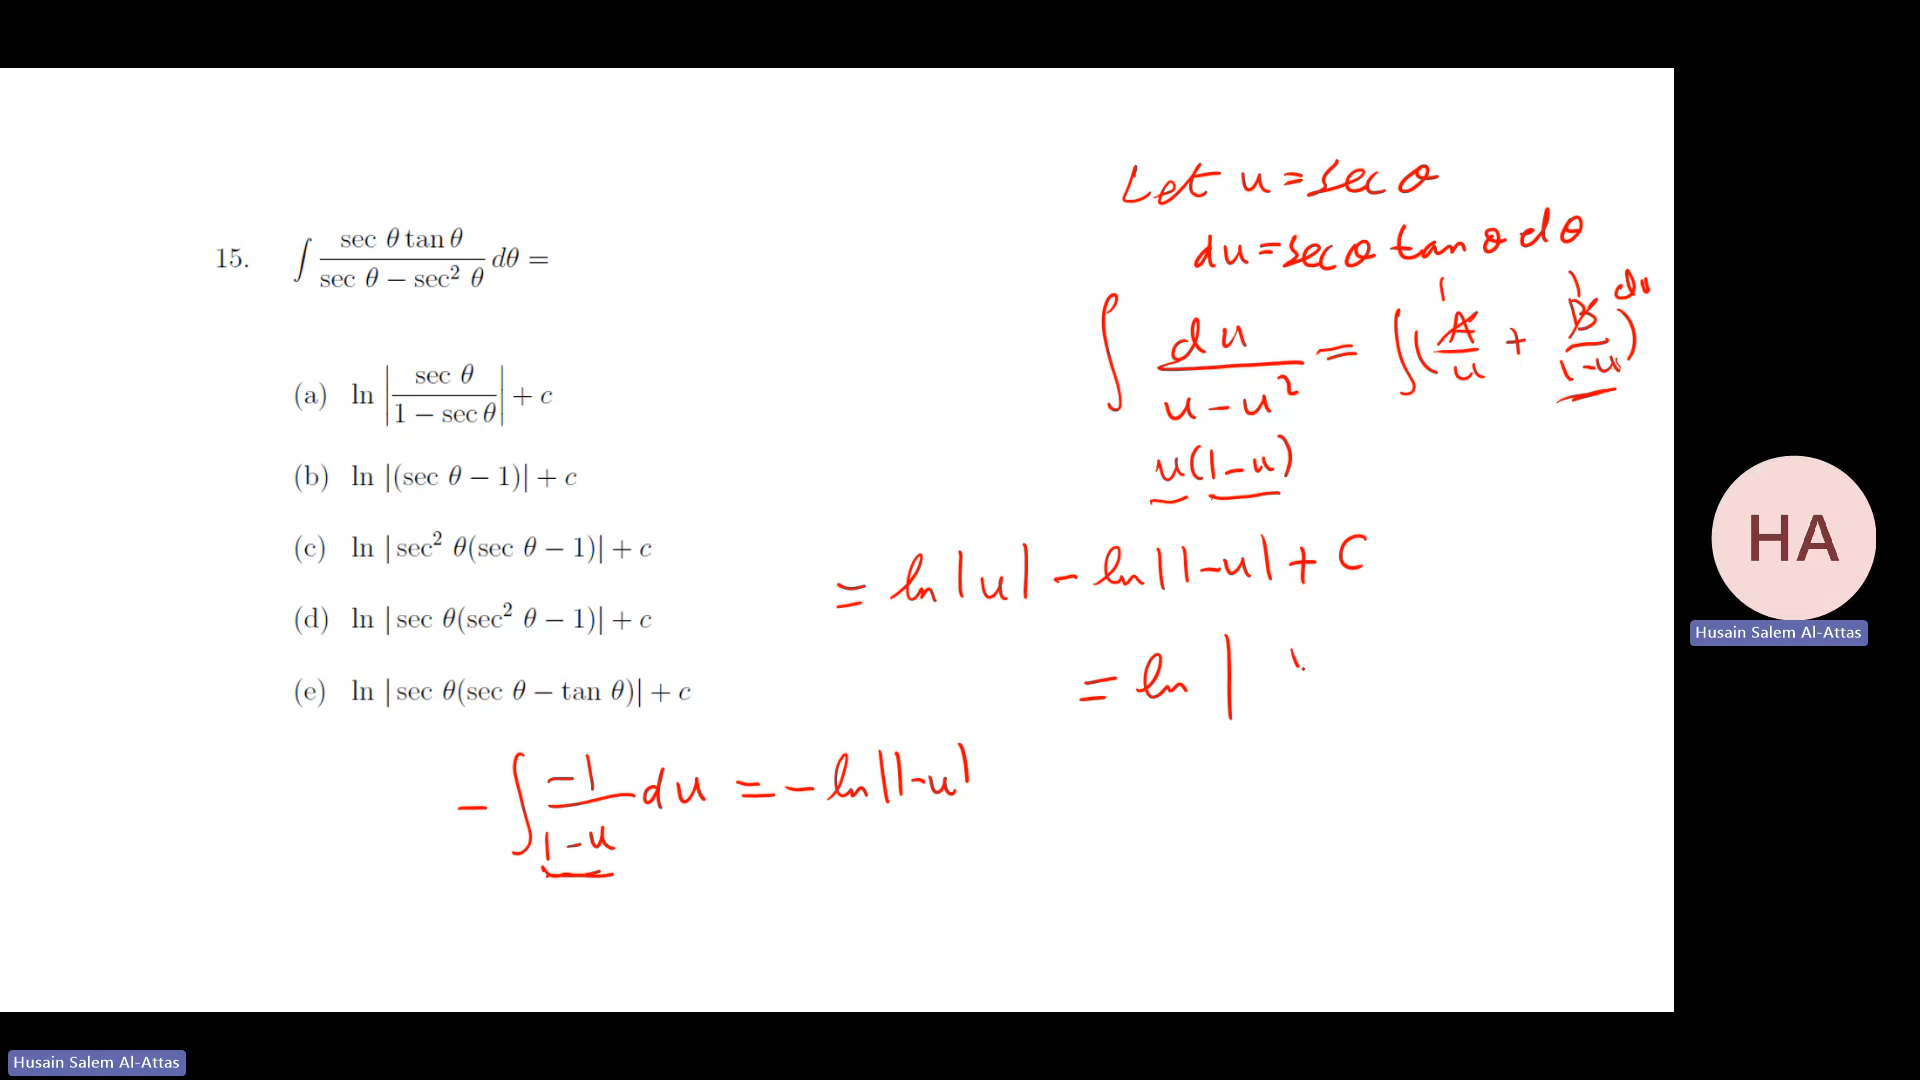 15. ∫ sec θ tan θ / (sec θ − sec² θ) dθ =
(a) ln | sec θ / (1 − sec θ) | + c
(b) ln |(sec θ − 1)| + c
(c) ln | sec² θ(sec θ − 1)| + c
(d) ln | sec θ(sec² θ − 1)| + c
(e) ln | sec θ(sec θ − tan θ)| + c
Let u = sec θ
du = sec θ tan θ dθ
∫ du / (u − u²) = ∫ ( A/u + B/(1−u) ) du
1 1
u(1−u)
= ln |u| − ln |1−u| + C
= ln |
− ∫ −1/(1−u) du = − ln |1−u|
HA
Husain Salem Al-Attas
Husain Salem Al-Attas